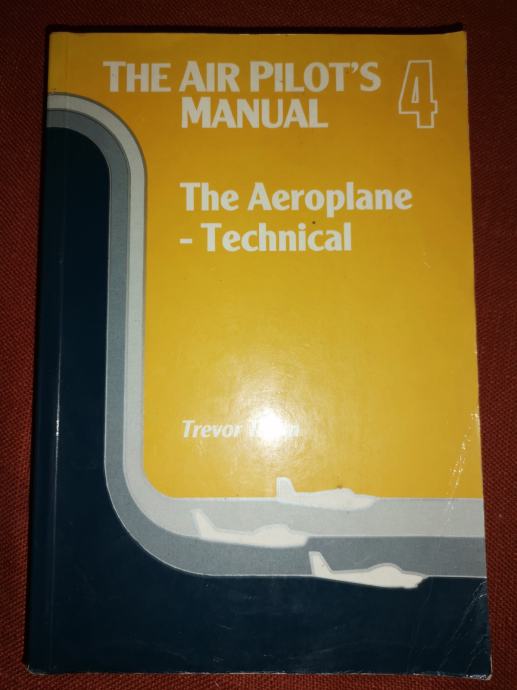 THE AIR PILOT'S
MANUAL
4
The Aeroplane
- Technical
Trevor